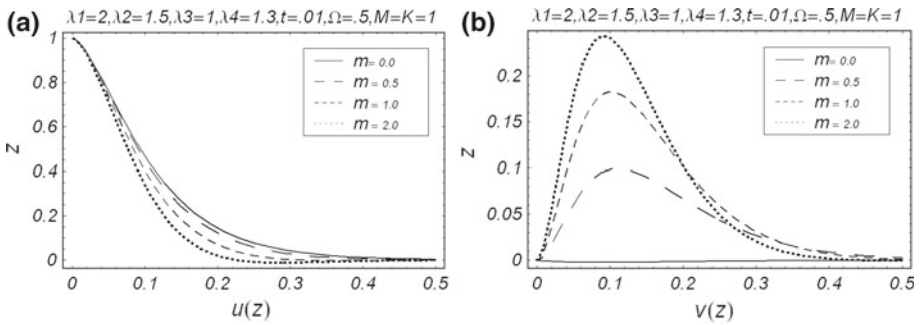 (a) λ1=2,λ2=1.5,λ3=1,λ4=1.3,t=.01,Ω=.5,M=K=1
1
0.8
0.6
0.4
0.2
0
z
m= 0.0
m= 0.5
m= 1.0
m= 2.0
0 0.1 0.2 0.3 0.4 0.5
u(z)
(b) λ1=2,λ2=1.5,λ3=1,λ4=1.3,t=.01,Ω=.5,M=K=1
0.2
0.15
0.1
0.05
0
z
m= 0.0
m= 0.5
m= 1.0
m= 2.0
0 0.1 0.2 0.3 0.4 0.5
v(z)